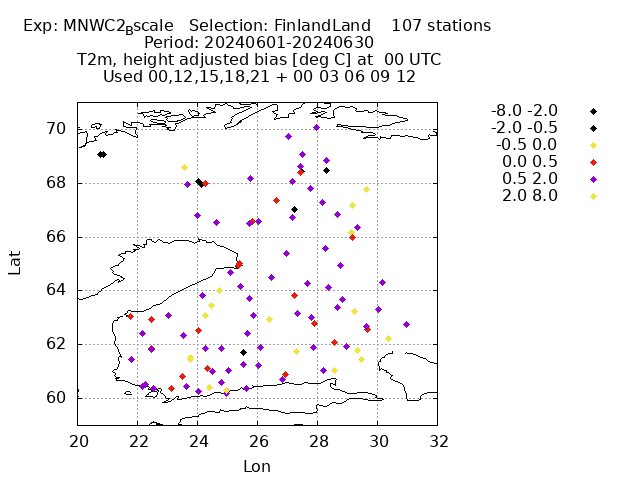 Exp: MNWC2Bscale   Selection: FinlandLand    107 stations
Period: 20240601-20240630
T2m, height adjusted bias [deg C] at  00 UTC
Used 00,12,15,18,21 + 00 03 06 09 12
-8.0 -2.0
-2.0 -0.5
-0.5 0.0
0.0 0.5
0.5 2.0
2.0 8.0
70
68
66
64
62
60
Lat
20 22 24 26 28 30 32
Lon